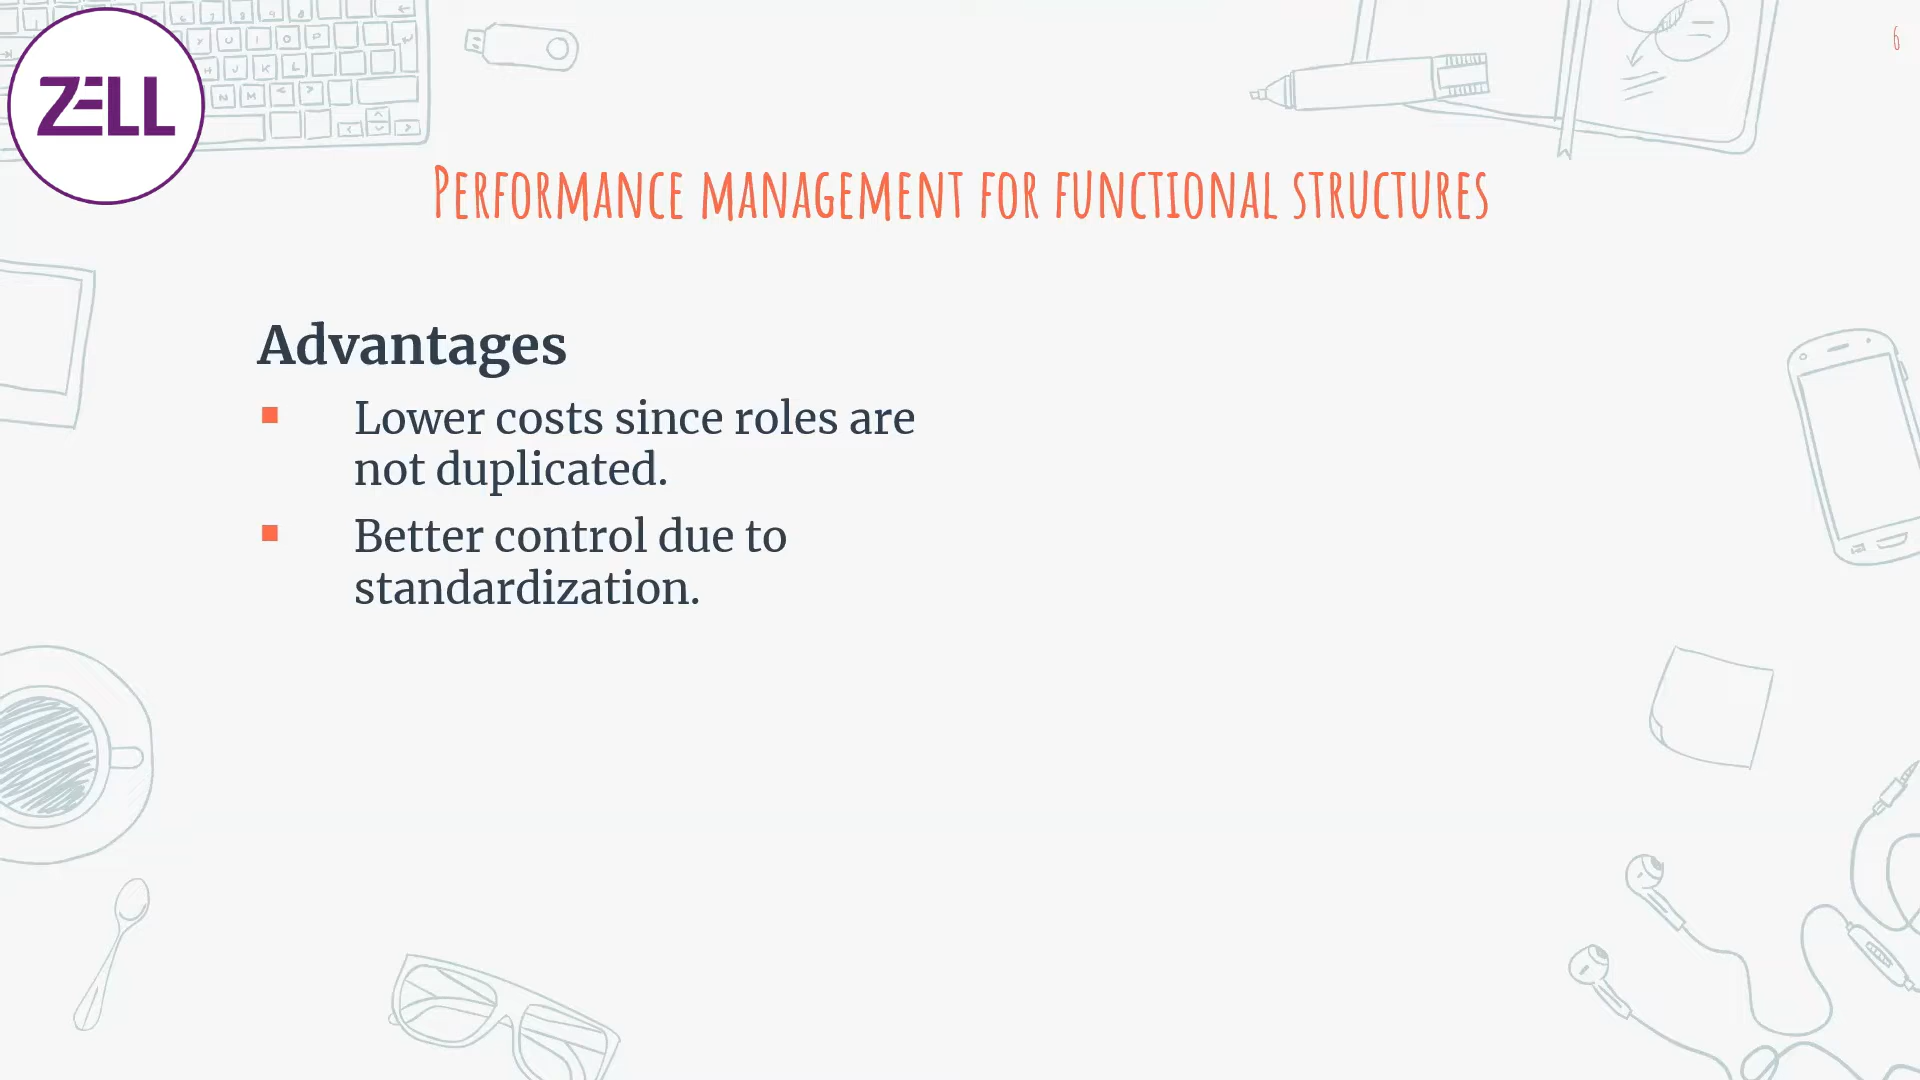 ZELL
6
Performance management for functional structures
Advantages
Lower costs since roles are
not duplicated.
Better control due to
standardization.